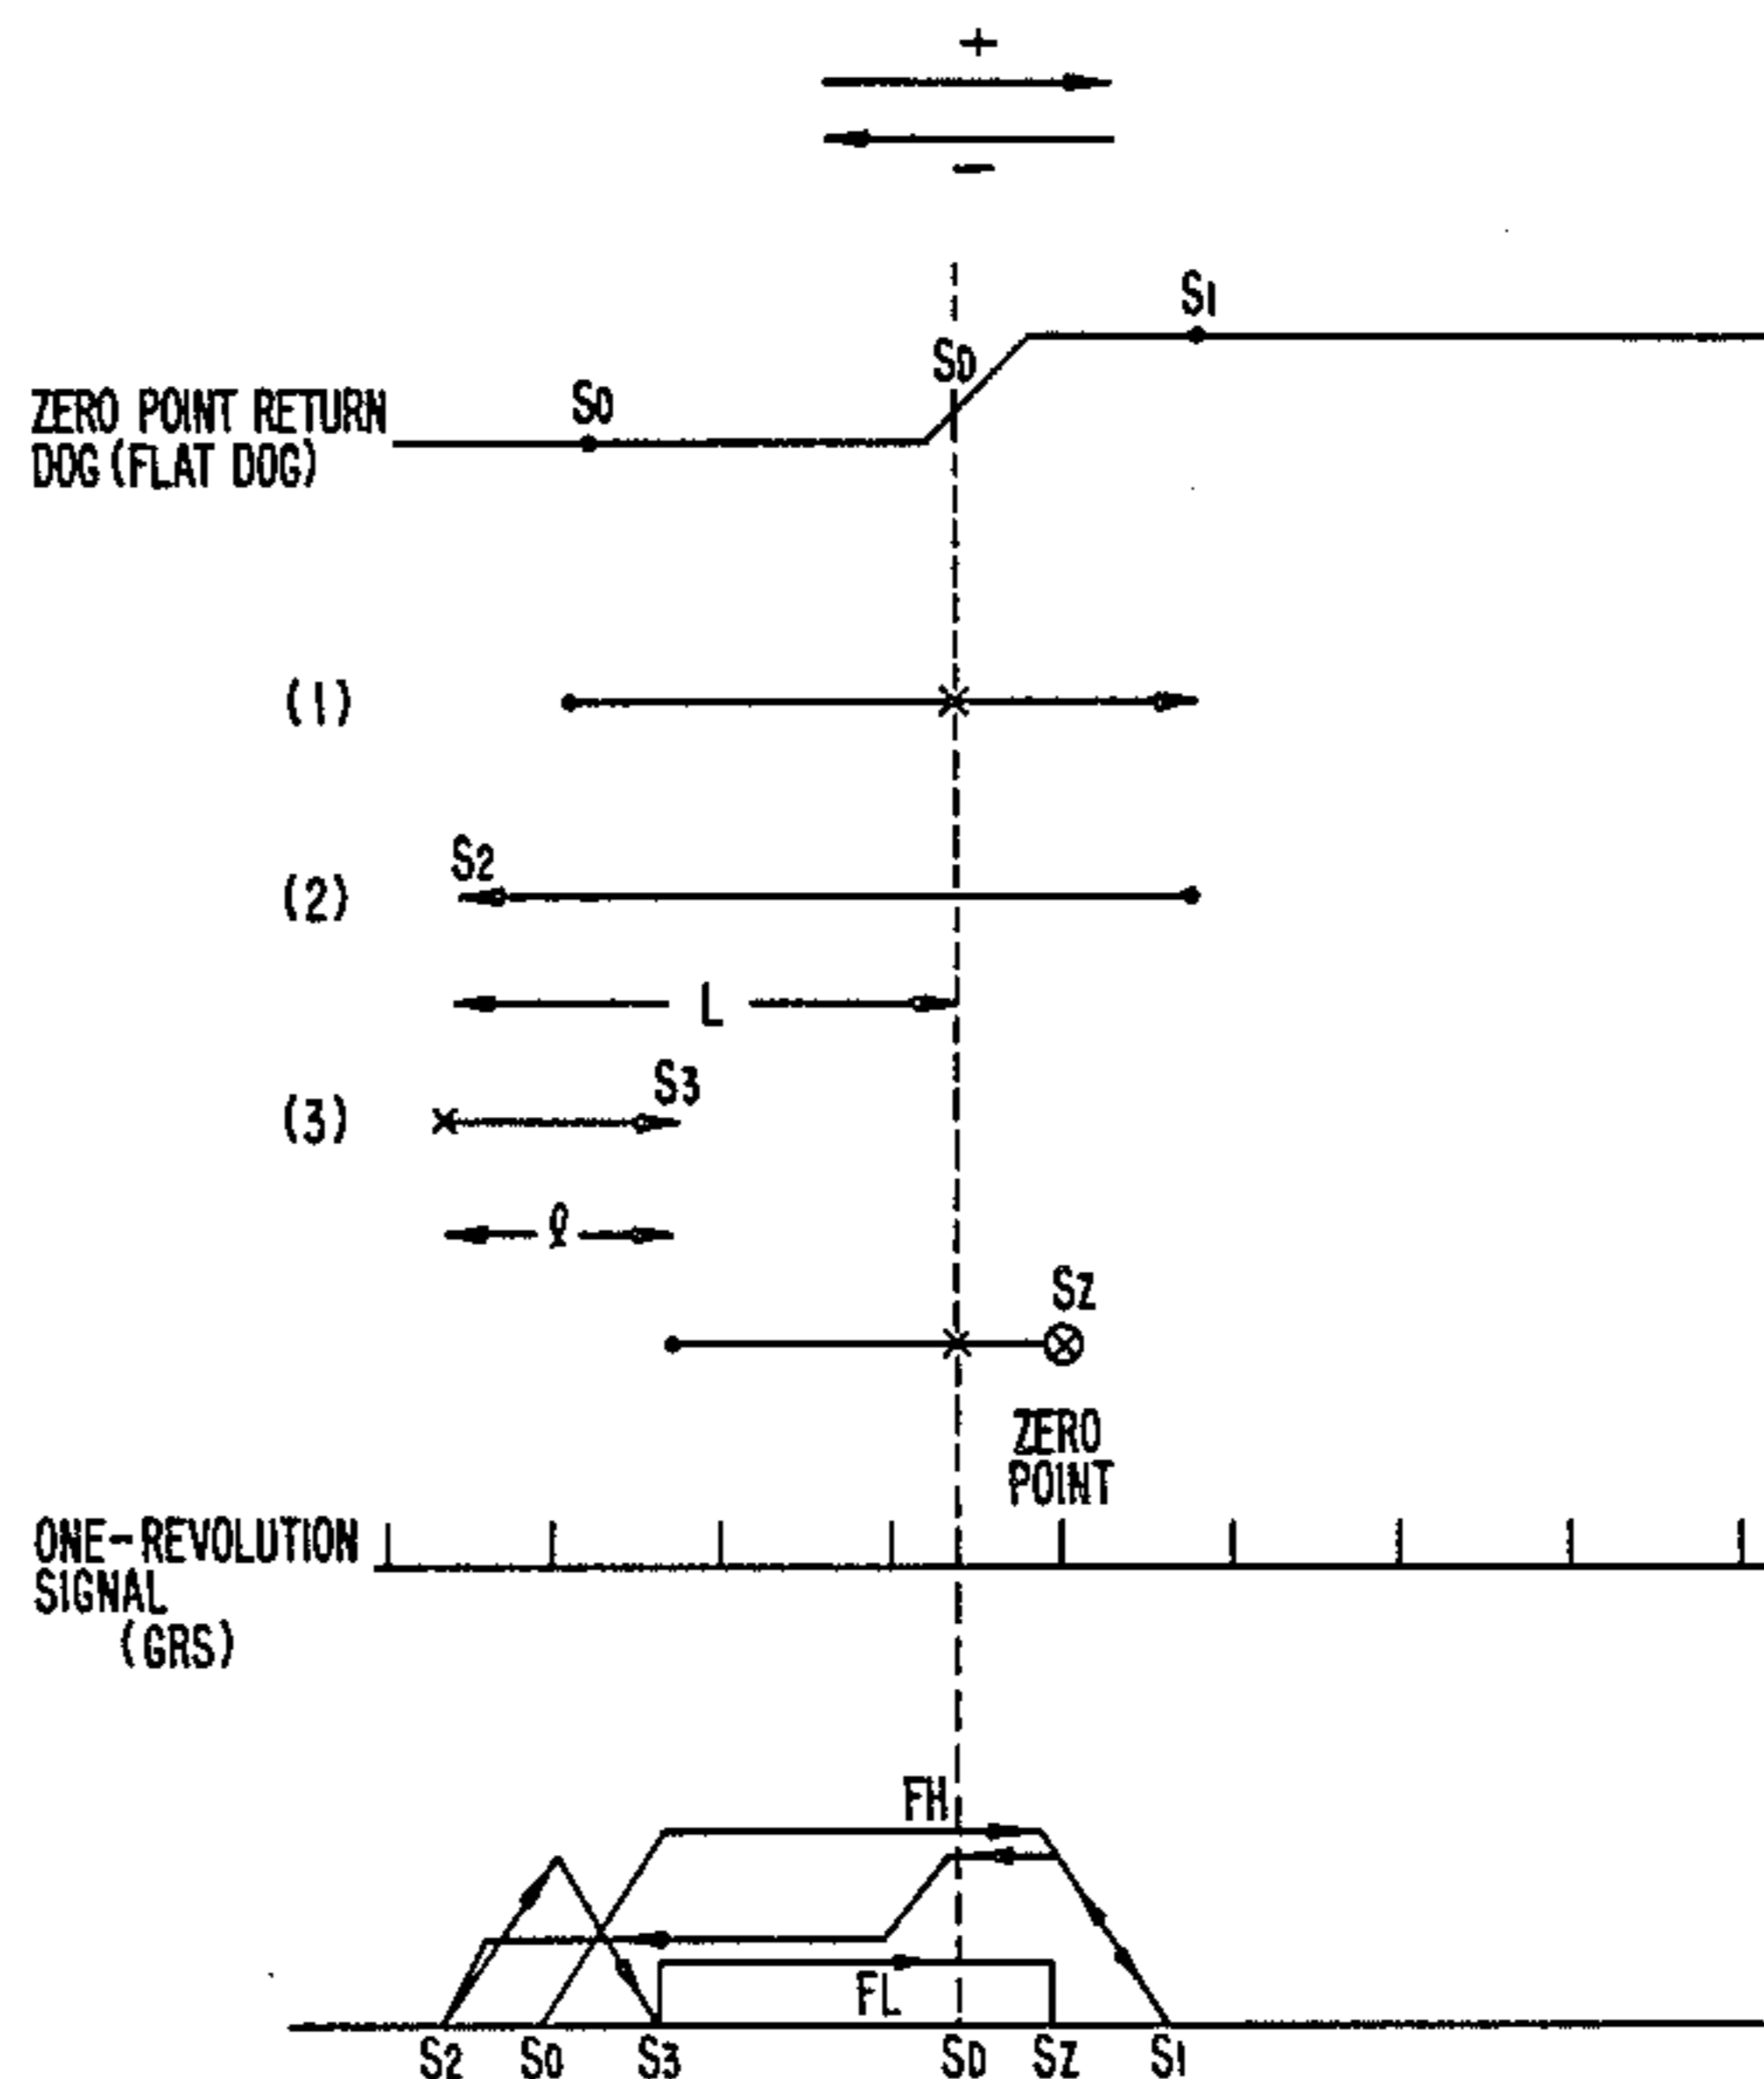 +
−
S1
SD
S0
ZERO POINT RETURN
DOG (FLAT DOG)
(1)
S2
(2)
L
S3
(3)
ℓ
SZ
ZERO
POINT
ONE-REVOLUTION
SIGNAL
(GRS)
FH
FL
S2 S0 S3 SD SZ S1